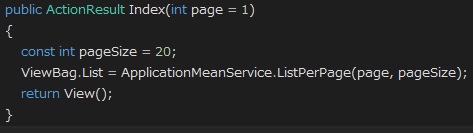 public ActionResult Index(int page = 1)
{
    const int pageSize = 20;
    ViewBag.List = ApplicationMeanService.ListPerPage(page, pageSize);
    return View();
}